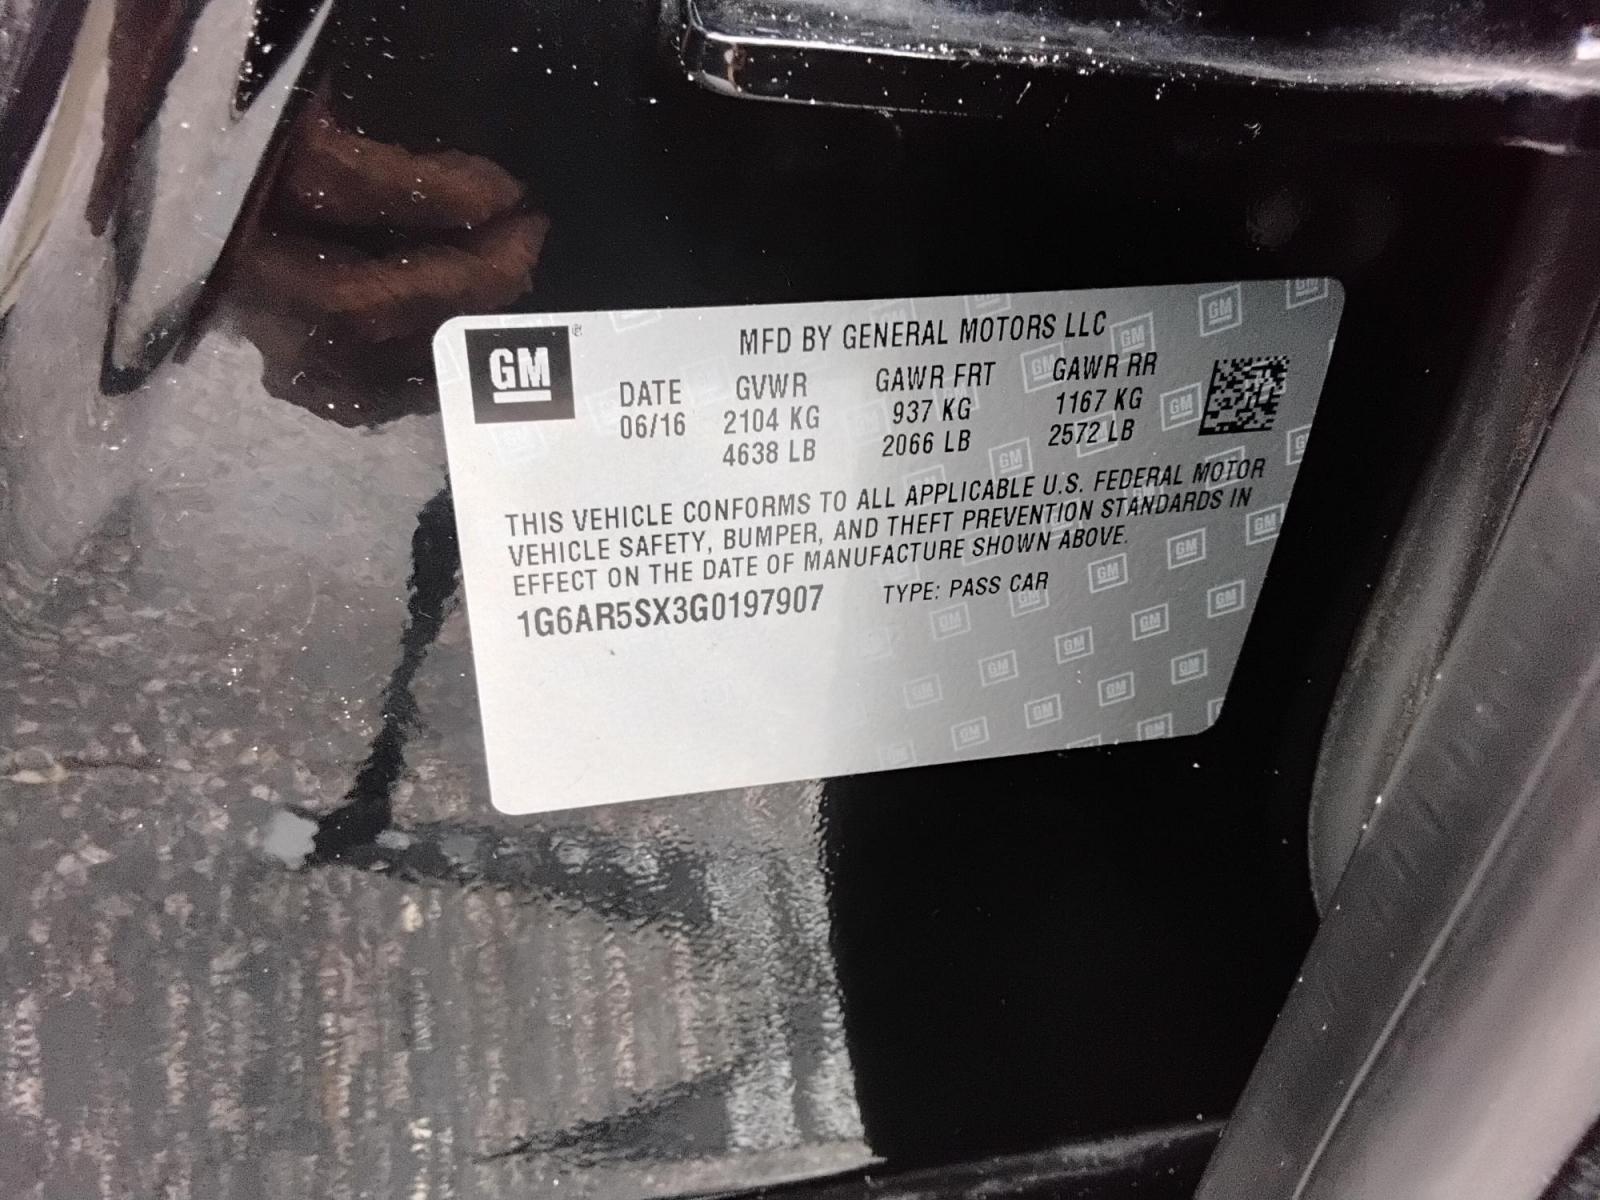 GM
MFD BY GENERAL MOTORS LLC
DATE GVWR GAWR FRT GAWR RR
06/16 2104 KG 937 KG 1167 KG
4638 LB 2066 LB 2572 LB
THIS VEHICLE CONFORMS TO ALL APPLICABLE U.S. FEDERAL MOTOR
VEHICLE SAFETY, BUMPER, AND THEFT PREVENTION STANDARDS IN
EFFECT ON THE DATE OF MANUFACTURE SHOWN ABOVE.
1G6AR5SX3G0197907 TYPE: PASS CAR